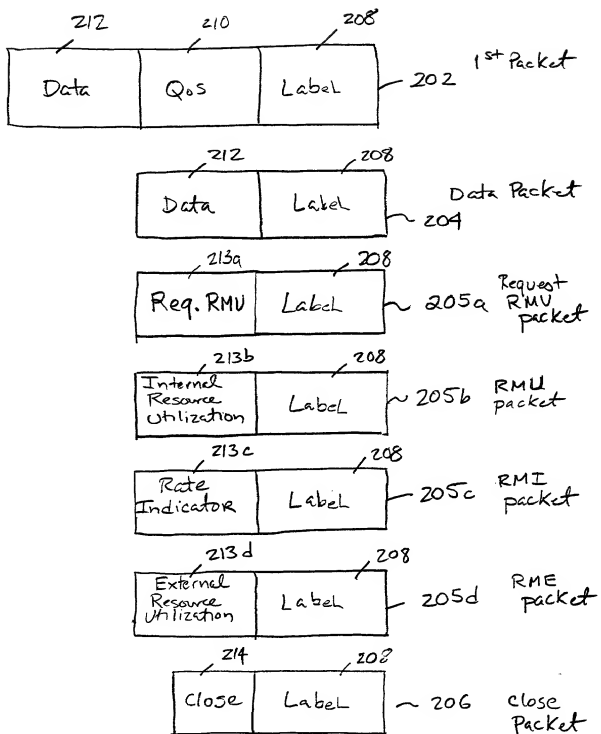 212 210 208
Data QoS Label 202 1st Packet
212 208
Data Label 204 Data Packet
213a 208
Req. RMU Label 205a Request RMU packet
213b 208
Internal Resource Utilization Label 205b RMU packet
213c 208
Rate Indicator Label 205c RMI packet
213d 208
External Resource Utilization Label 205d RME packet
214 208
Close Label 206 Close Packet